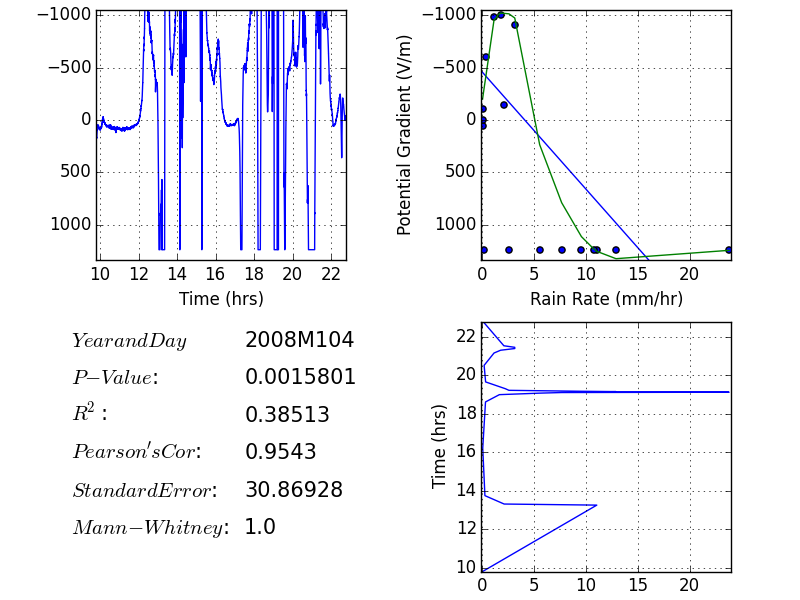 −1000
−500
0
500
1000
10 12 14 16 18 20 22
Time (hrs)
Potential Gradient (V/m)
−1000
−500
0
500
1000
0 5 10 15 20
Rain Rate (mm/hr)
YearandDay 2008M104
P−Value: 0.0015801
R²: 0.38513
Pearson'sCor: 0.9543
StandardError: 30.86928
Mann−Whitney: 1.0
Time (hrs)
22
20
18
16
14
12
10
0 5 10 15 20